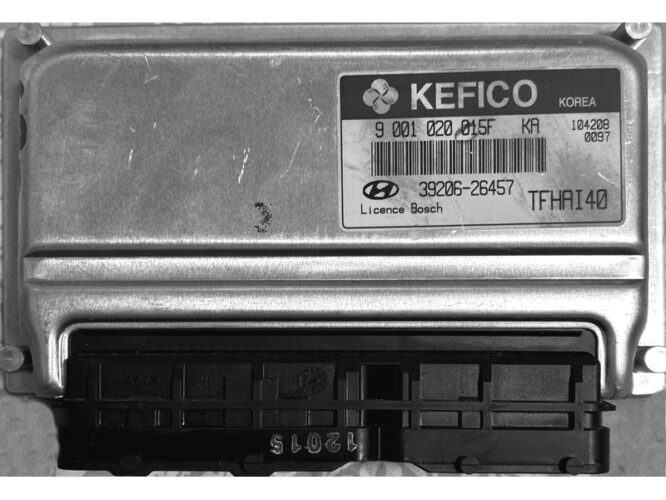 KEFICO KOREA
9 001 020 015F KA 104208
0097
39206-26457
Licence Bosch TFHAI40
12015